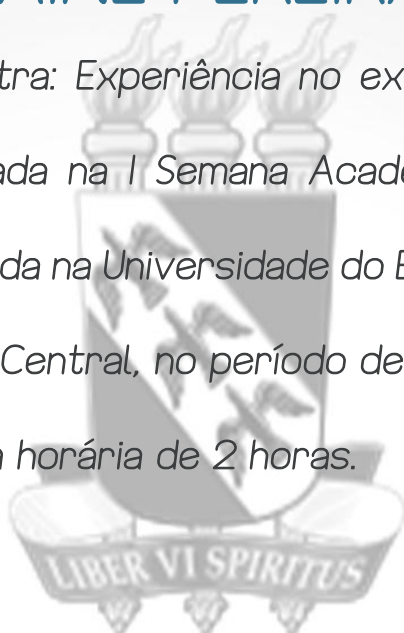 tra: Experiência no ex
ada na I Semana Acad
da na Universidade do
Central, no período de
a horária de 2 horas.
LIBER VI SPIRITUS